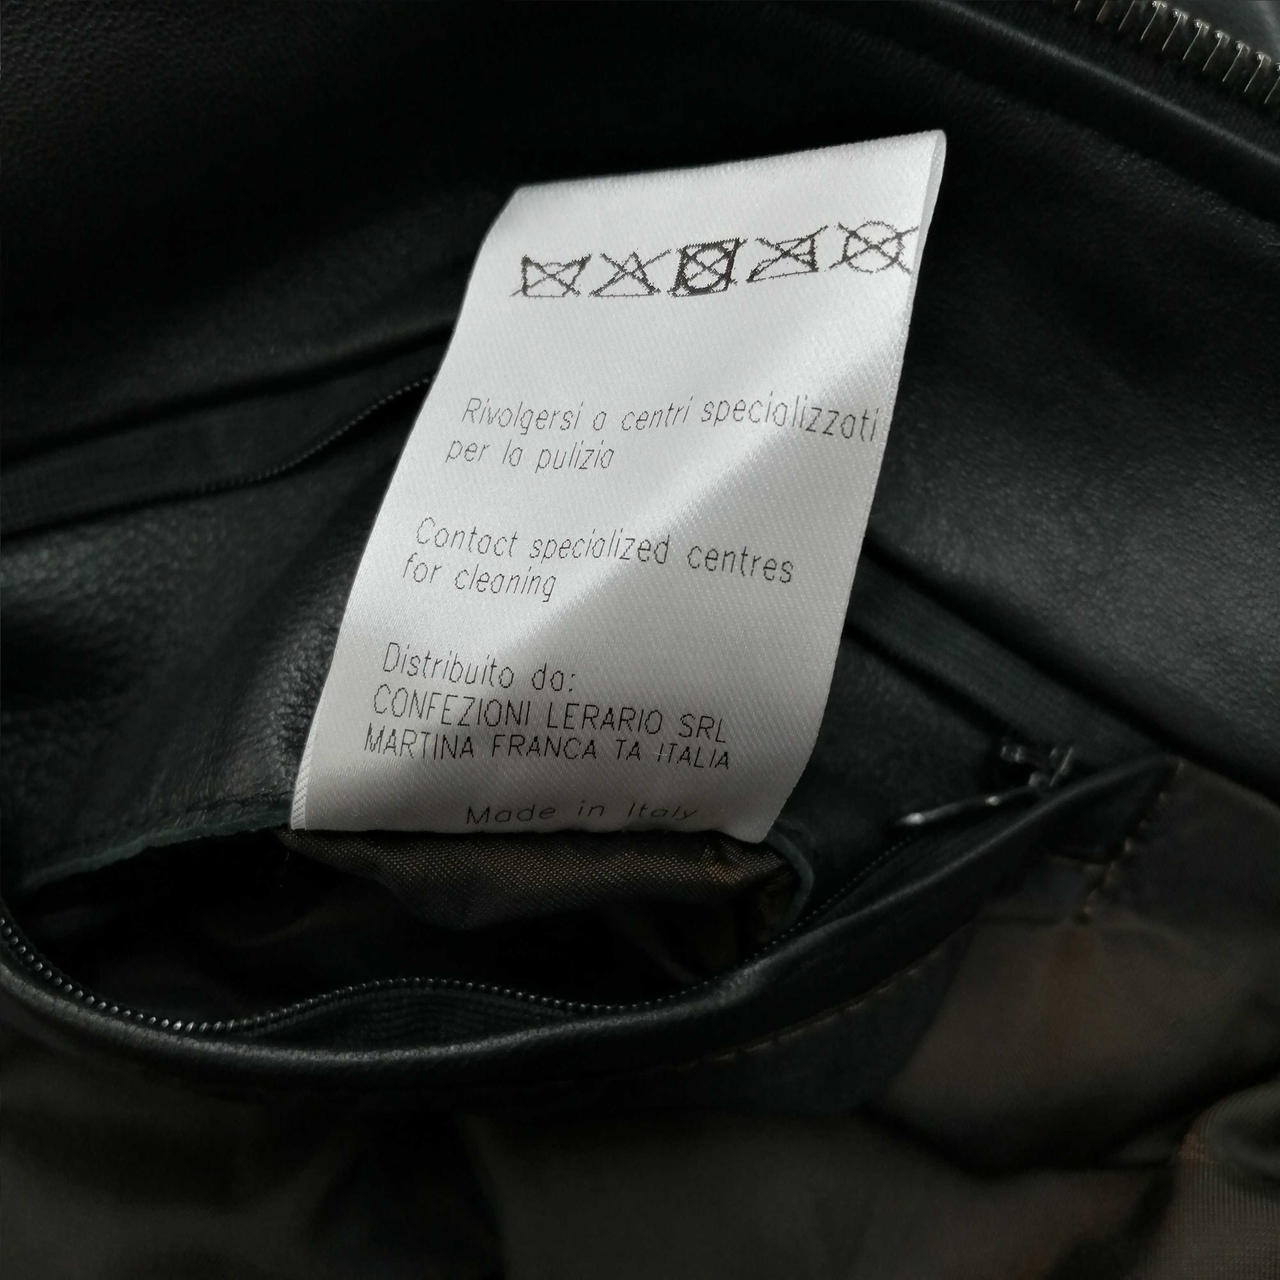 Rivolgersi a centri specializzati
per la pulizia
Contact specialized centres
for cleaning
Distribuito da:
CONFEZIONI LERARIO SRL
MARTINA FRANCA TA ITALIA
Made in Italy